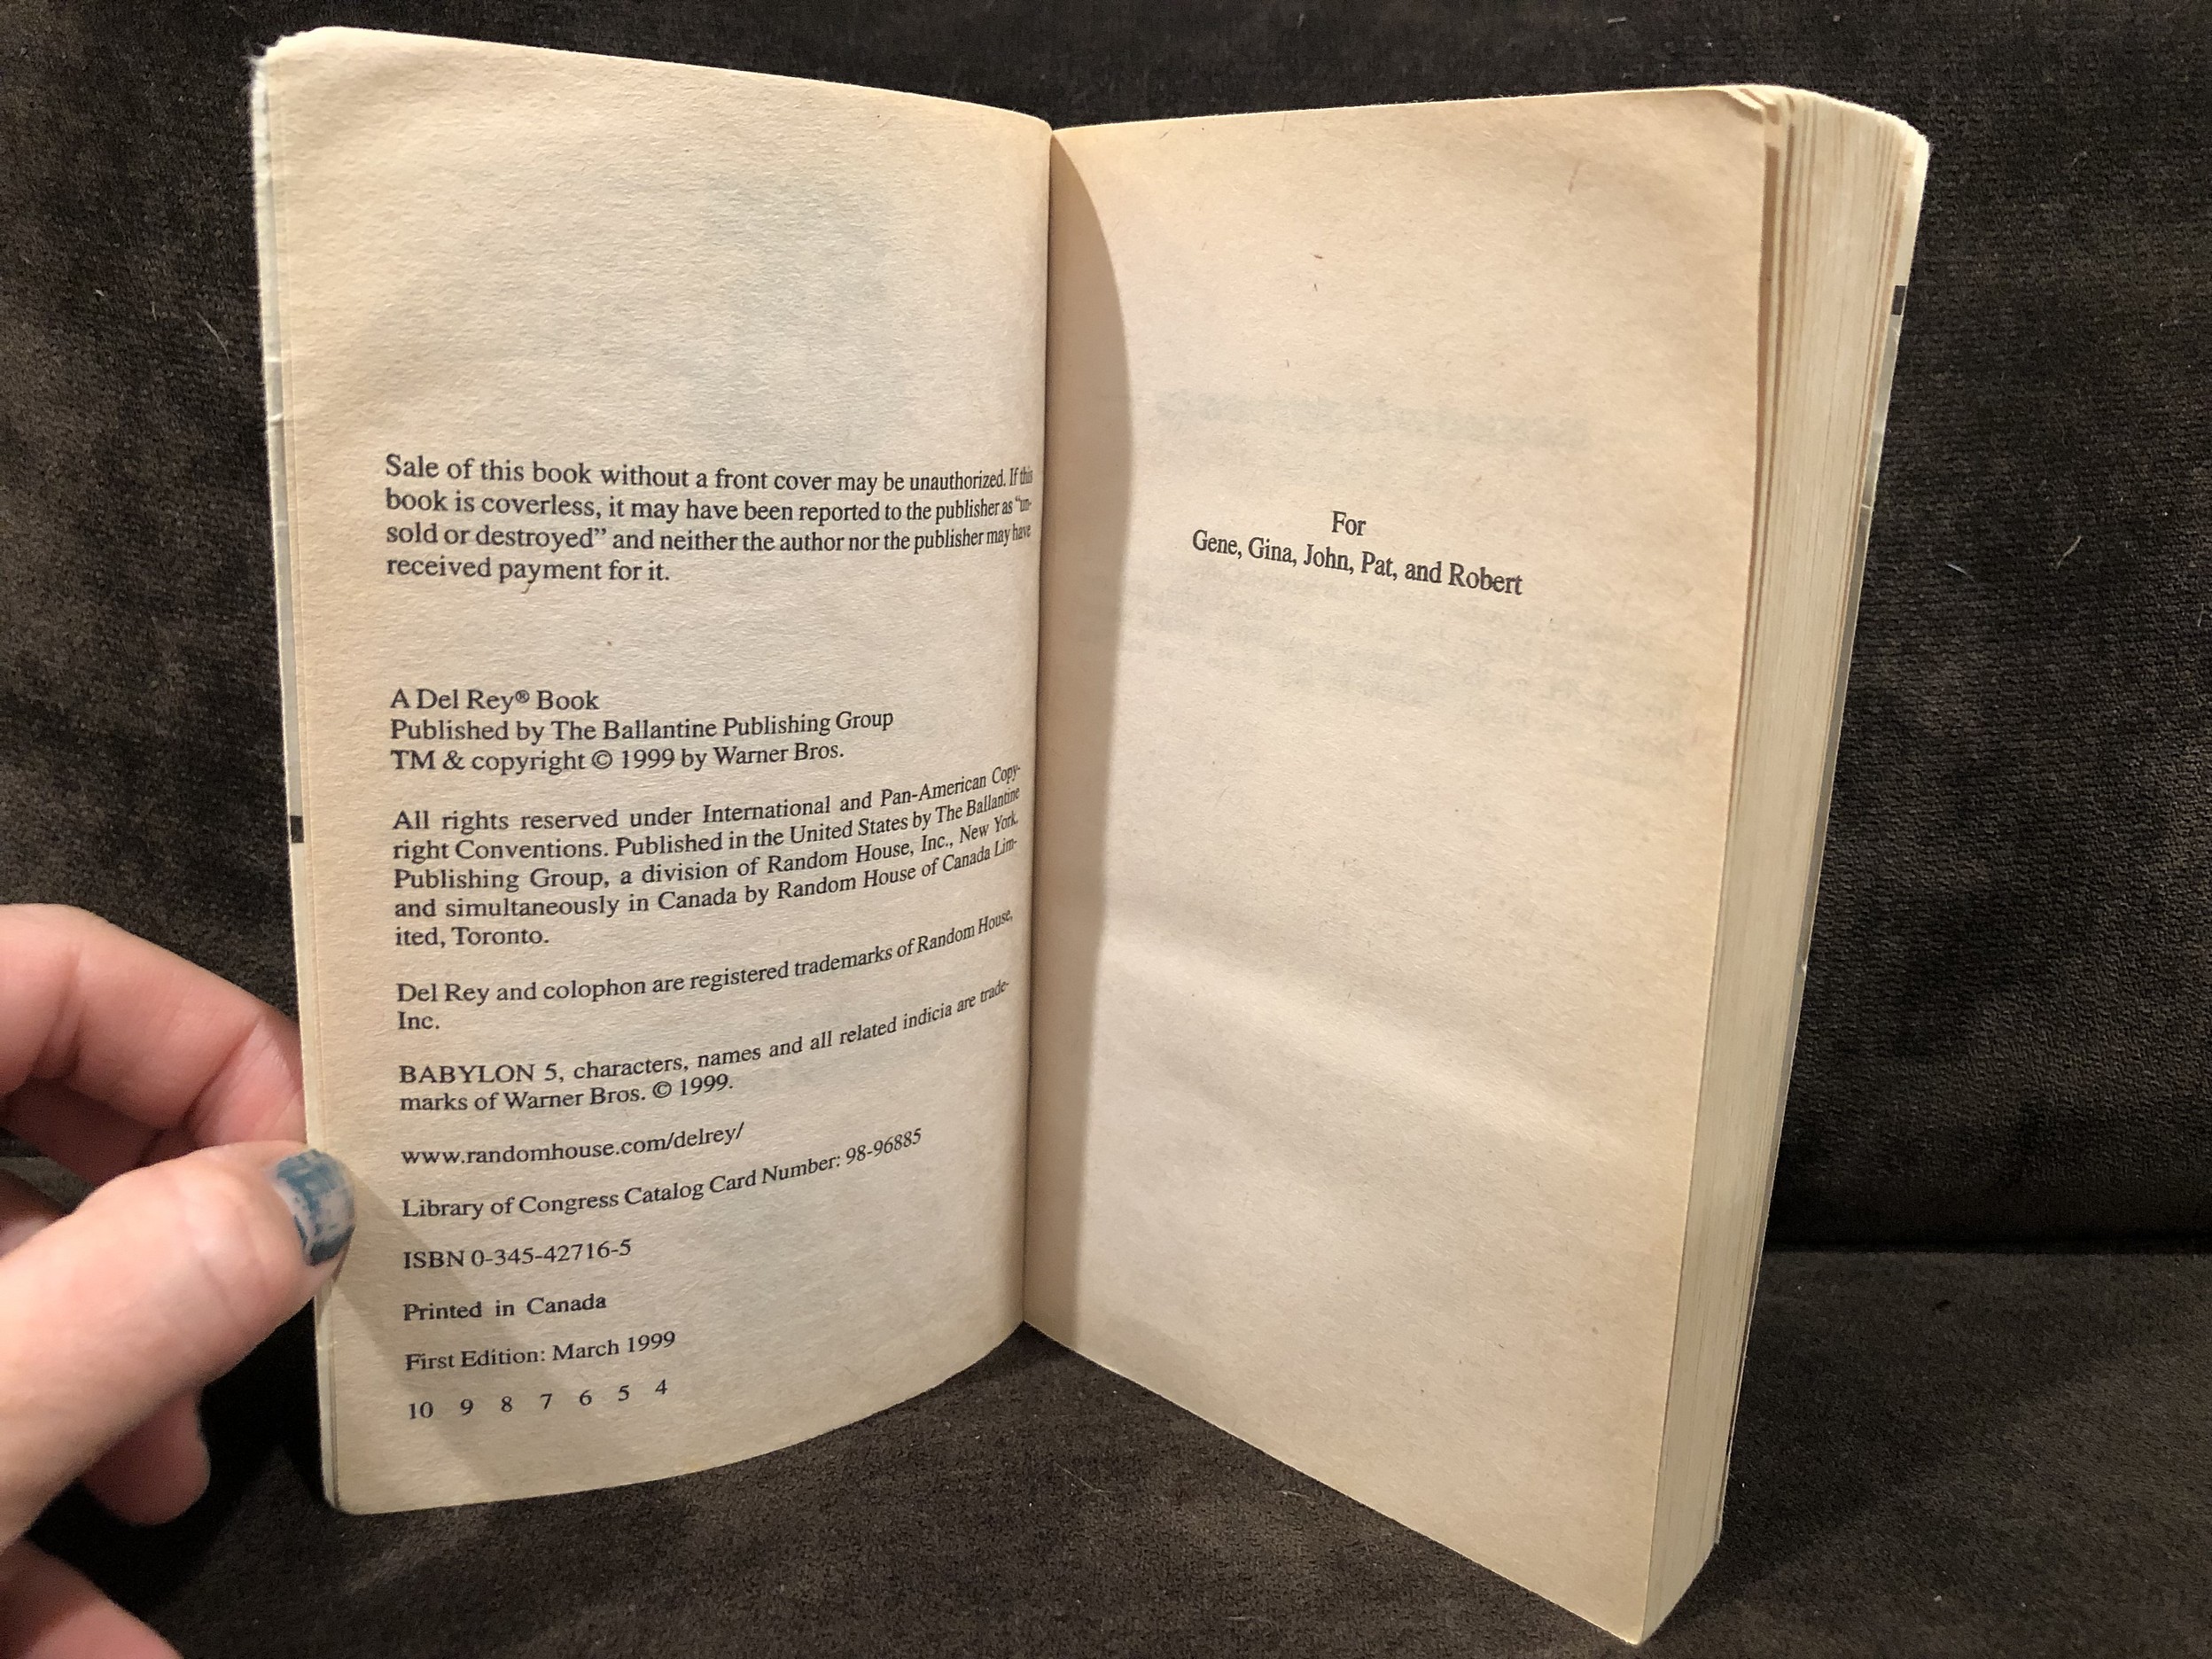 Sale of this book without a front cover may be unauthorized. If this
book is coverless, it may have been reported to the publisher as “un-
sold or destroyed” and neither the author nor the publisher may have
received payment for it.
A Del Rey® Book
Published by The Ballantine Publishing Group
TM & copyright © 1999 by Warner Bros.
All rights reserved under International and Pan-American Copy-
right Conventions. Published in the United States by The Ballantine
Publishing Group, a division of Random House, Inc., New York,
and simultaneously in Canada by Random House of Canada Lim-
ited, Toronto.
Del Rey and colophon are registered trademarks of Random House,
Inc.
BABYLON 5, characters, names and all related indicia are trade-
marks of Warner Bros. © 1999.
www.randomhouse.com/delrey/
Library of Congress Catalog Card Number: 98-96885
ISBN 0-345-42716-5
Printed in Canada
First Edition: March 1999
10 9 8 7 6 5 4
For
Gene, Gina, John, Pat, and Robert